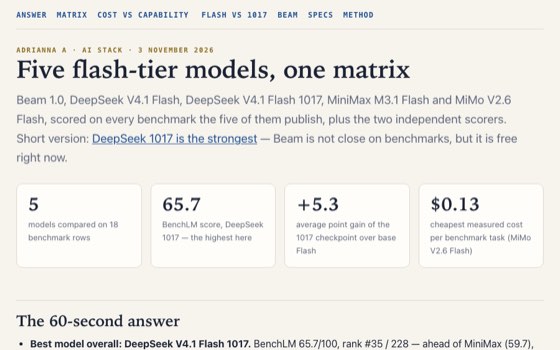 ANSWER MATRIX COST VS CAPABILITY FLASH VS 1017 BEAM SPECS METHOD
ADRIANNA A · AI STACK · 3 NOVEMBER 2026
Five flash-tier models, one matrix
Beam 1.0, DeepSeek V4.1 Flash, DeepSeek V4.1 Flash 1017, MiniMax M3.1 Flash and MiMo V2.6
Flash, scored on every benchmark the five of them publish, plus the two independent scorers.
Short version: DeepSeek 1017 is the strongest — Beam is not close on benchmarks, but it is free
right now.
5
models compared on 18
benchmark rows
65.7
BenchLM score, DeepSeek
1017 — the highest here
+5.3
average point gain of the
1017 checkpoint over base
Flash
$0.13
cheapest measured cost
per benchmark task (MiMo
V2.6 Flash)
The 60-second answer
• Best model overall: DeepSeek V4.1 Flash 1017. BenchLM 65.7/100, rank #35 / 228 — ahead of MiniMax (59.7),